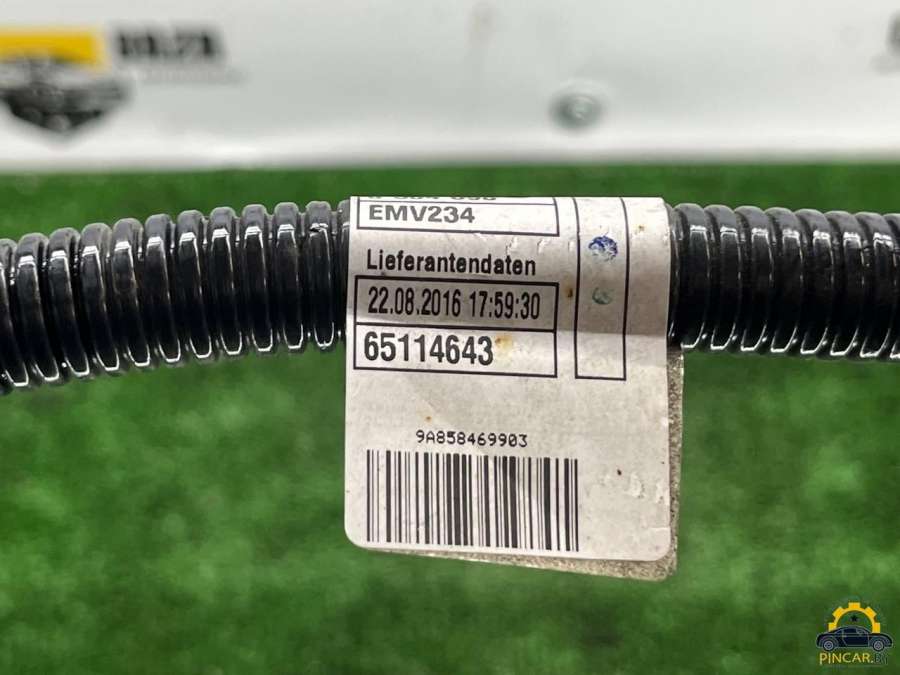 EMV234
Lieferantendaten
22.08.2016 17:59:30
65114643
9A858469903
PINCAR.BY